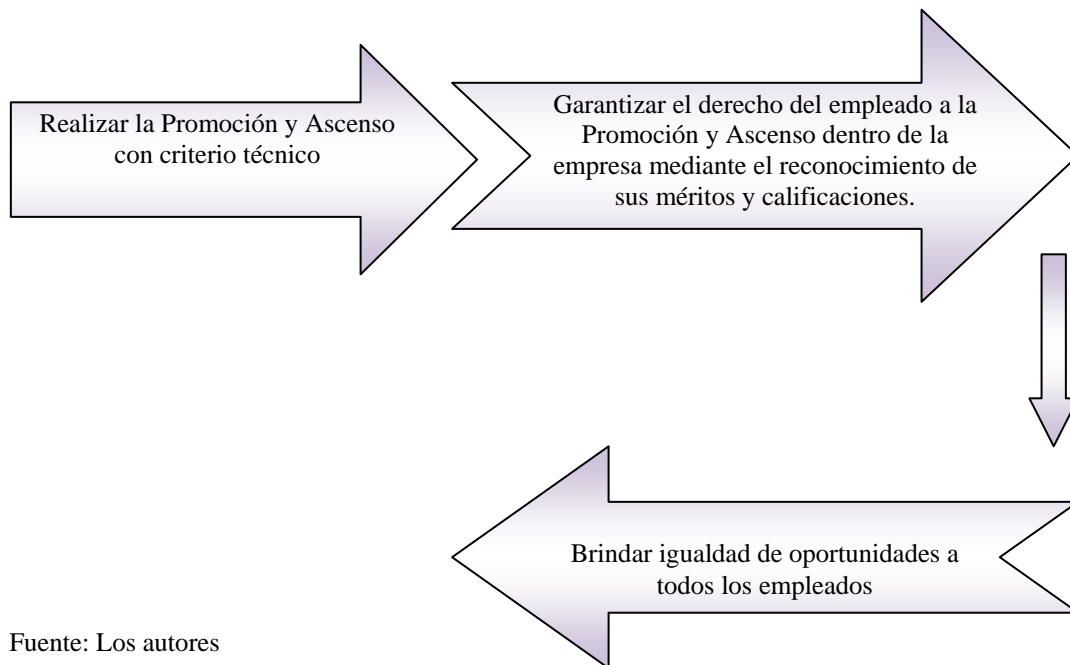 Realizar la Promoción y Ascenso
con criterio técnico
Garantizar el derecho del empleado a la
Promoción y Ascenso dentro de la
empresa mediante el reconocimiento de
sus méritos y calificaciones.
Brindar igualdad de oportunidades a
todos los empleados
Fuente: Los autores